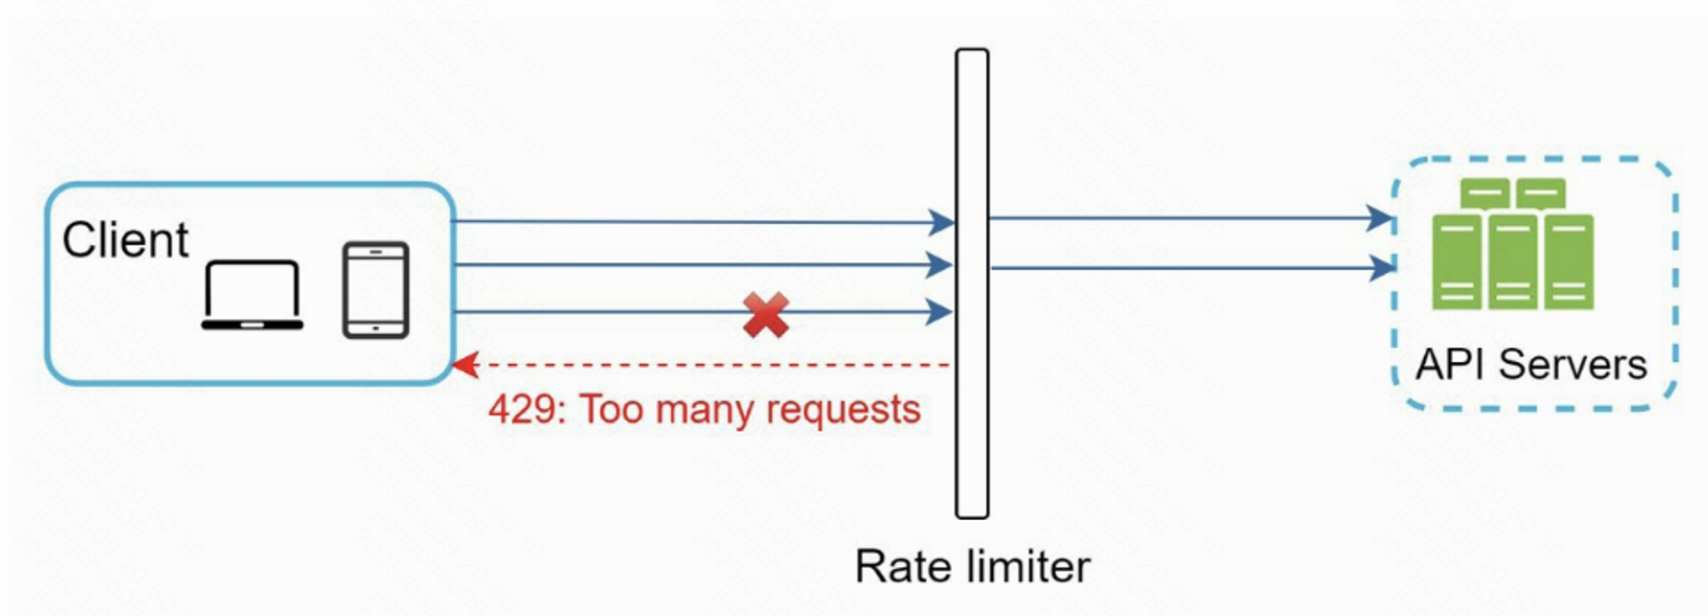 Client
429: Too many requests
API Servers
Rate limiter